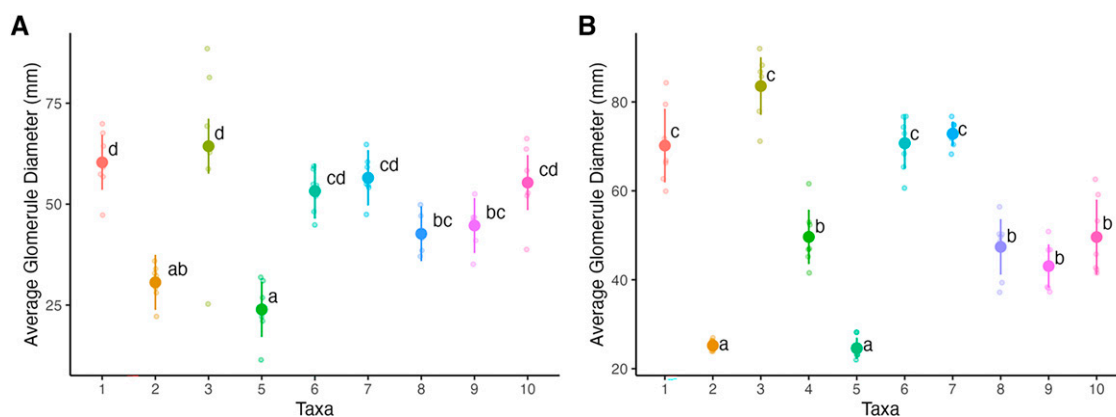 A
B
Average Glomerule Diameter (mm)
75
50
25
d
ab
d
a
cd
cd
bc
bc
cd
1 2 3 5 6 7 8 9 10
Taxa
Average Glomerule Diameter (mm)
80
60
40
20
c
a
c
b
a
c
c
b
b
b
1 2 3 4 5 6 7 8 9 10
Taxa